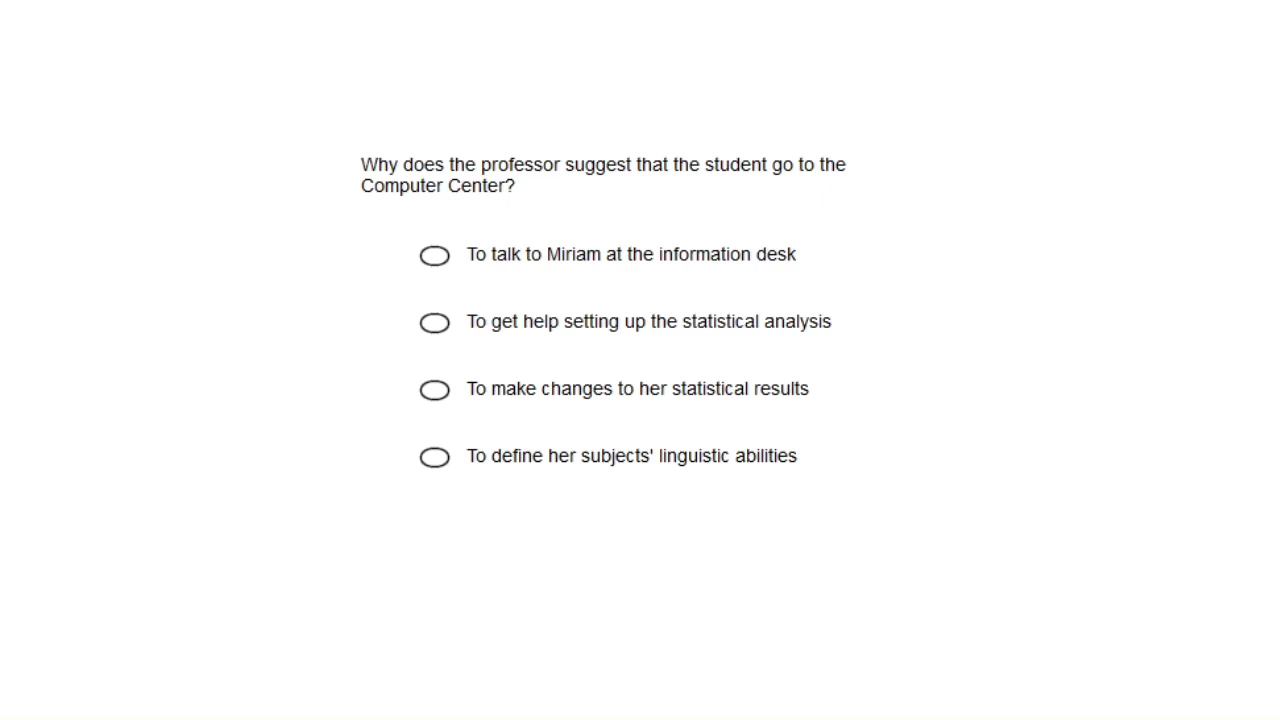 Why does the professor suggest that the student go to the
Computer Center?
To talk to Miriam at the information desk
To get help setting up the statistical analysis
To make changes to her statistical results
To define her subjects' linguistic abilities